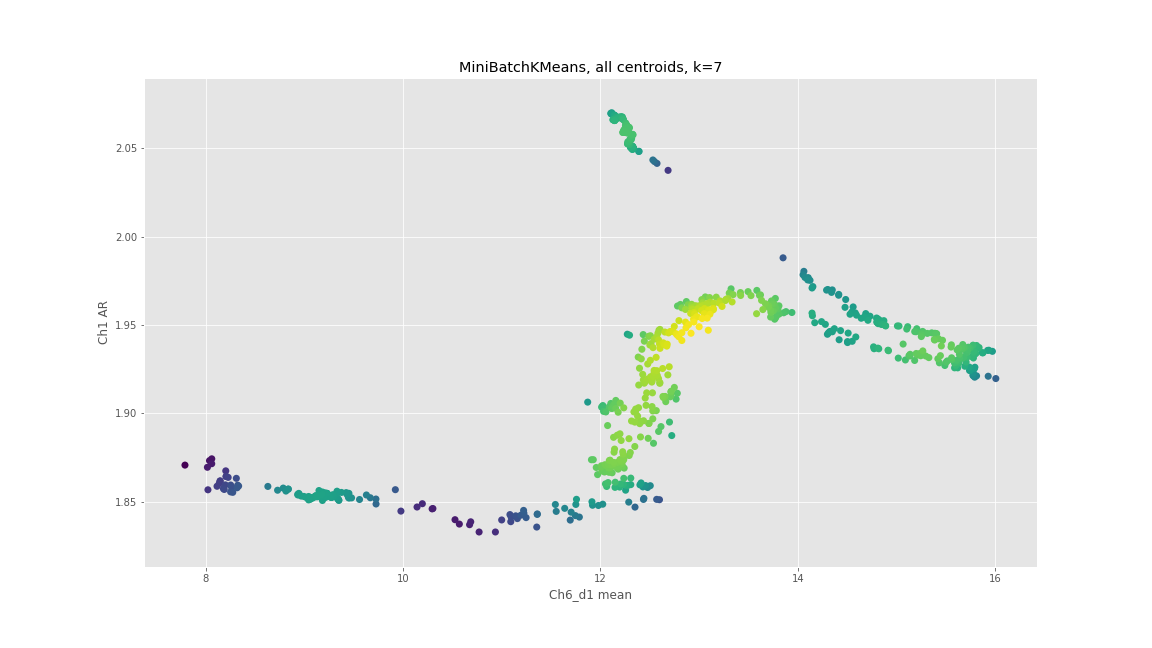 MiniBatchKMeans, all centroids, k=7
2.05
2.00
1.95
1.90
1.85
Ch1 AR
8 10 12 14 16
Ch6_d1 mean